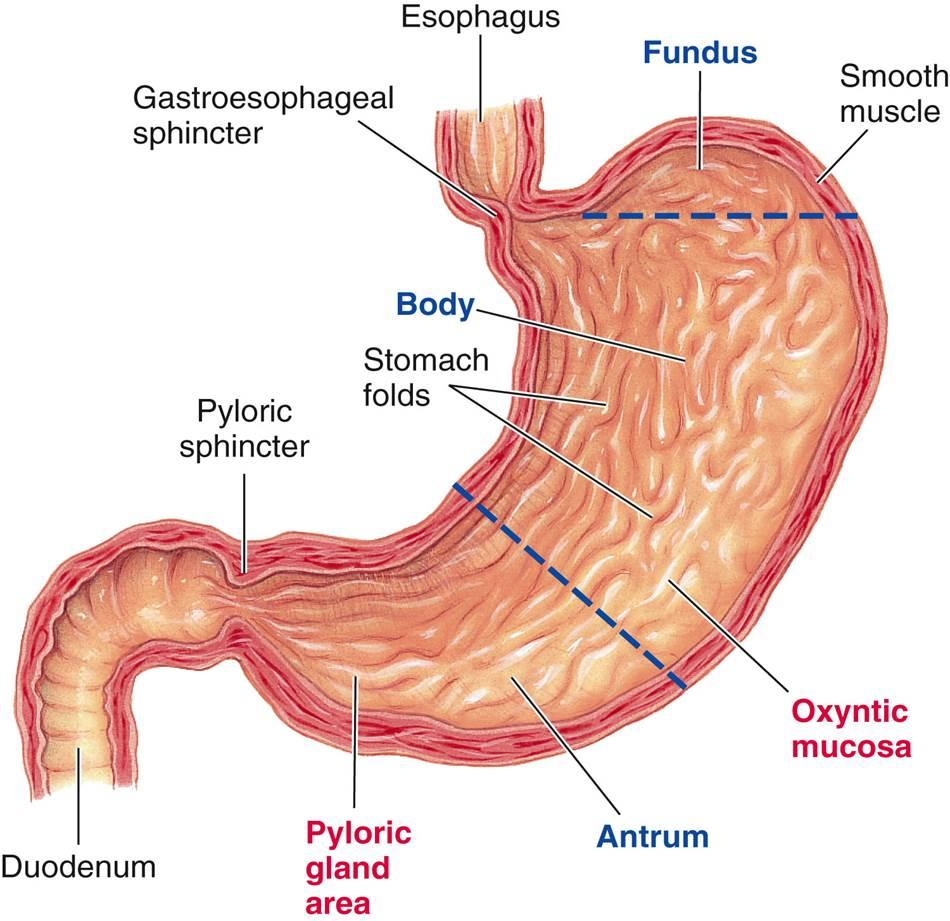 Esophagus
Fundus
Smooth
muscle
Gastroesophageal
sphincter
Body
Stomach
folds
Pyloric
sphincter
Oxyntic
mucosa
Antrum
Pyloric
gland
area
Duodenum